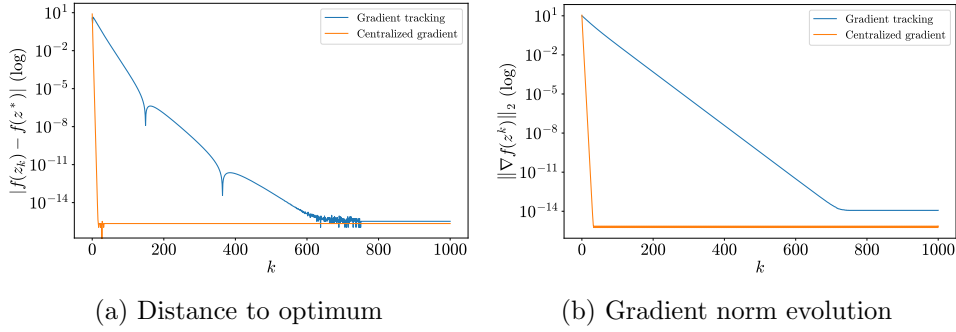 10^1
10^{-2}
10^{-5}
10^{-8}
10^{-11}
10^{-14}
|f(z_k) − f(z^*)| (log)
Gradient tracking
Centralized gradient
0 200 400 600 800 1000
k
(a) Distance to optimum
10^1
10^{-2}
10^{-5}
10^{-8}
10^{-11}
10^{-14}
‖∇f(z^k)‖_2 (log)
Gradient tracking
Centralized gradient
0 200 400 600 800 1000
k
(b) Gradient norm evolution